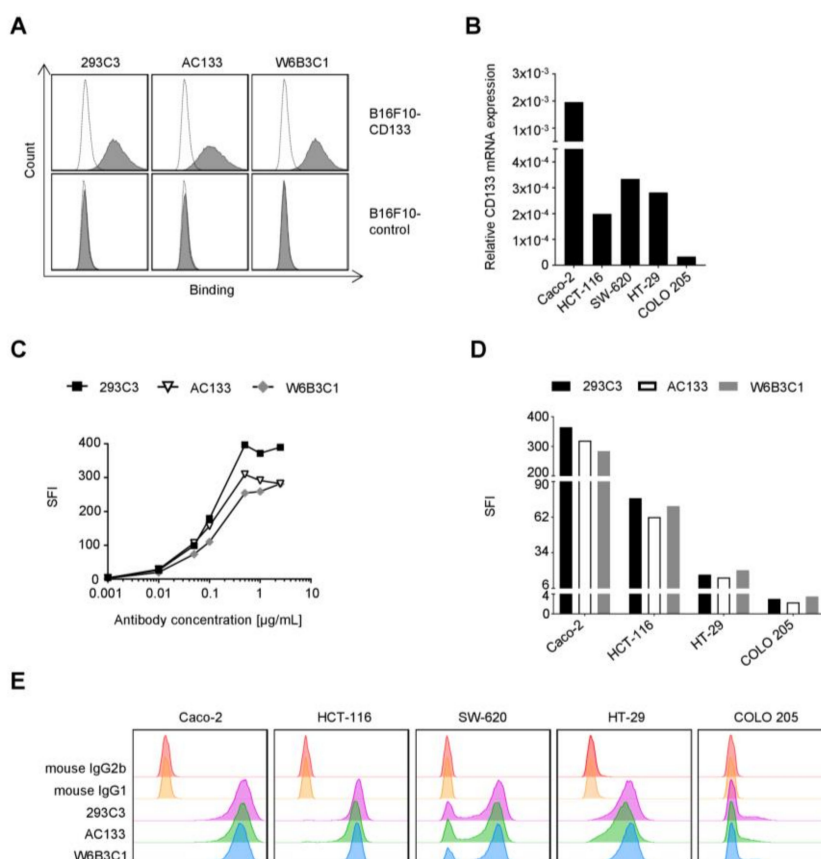 A
293C3 AC133 W6B3C1
Count
B16F10-
CD133
B16F10-
control
Binding
B
Relative CD133 mRNA expression
3x10-3
2x10-3
1x10-3
4x10-4
3x10-4
2x10-4
1x10-4
0
Caco-2
HCT-116
SW-620
HT-29
COLO 205
C
293C3 AC133 W6B3C1
SFI
400
300
200
100
0
0.001 0.01 0.1 1 10
Antibody concentration [µg/mL]
D
293C3 AC133 W6B3C1
SFI
400
300
200
90
62
34
6
4
0
Caco-2
HCT-116
HT-29
COLO 205
E
Caco-2 HCT-116 SW-620 HT-29 COLO 205
mouse IgG2b
mouse IgG1
293C3
AC133
W6B3C1